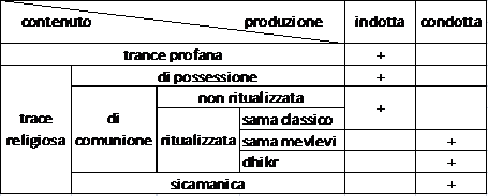 contenuto produzione indotta condotta
trance profana +
di possessione +
non ritualizzata +
trace religiosa di comunione ritualizzata sama classico
sama mevlevi +
dhikr +
sicamanica +